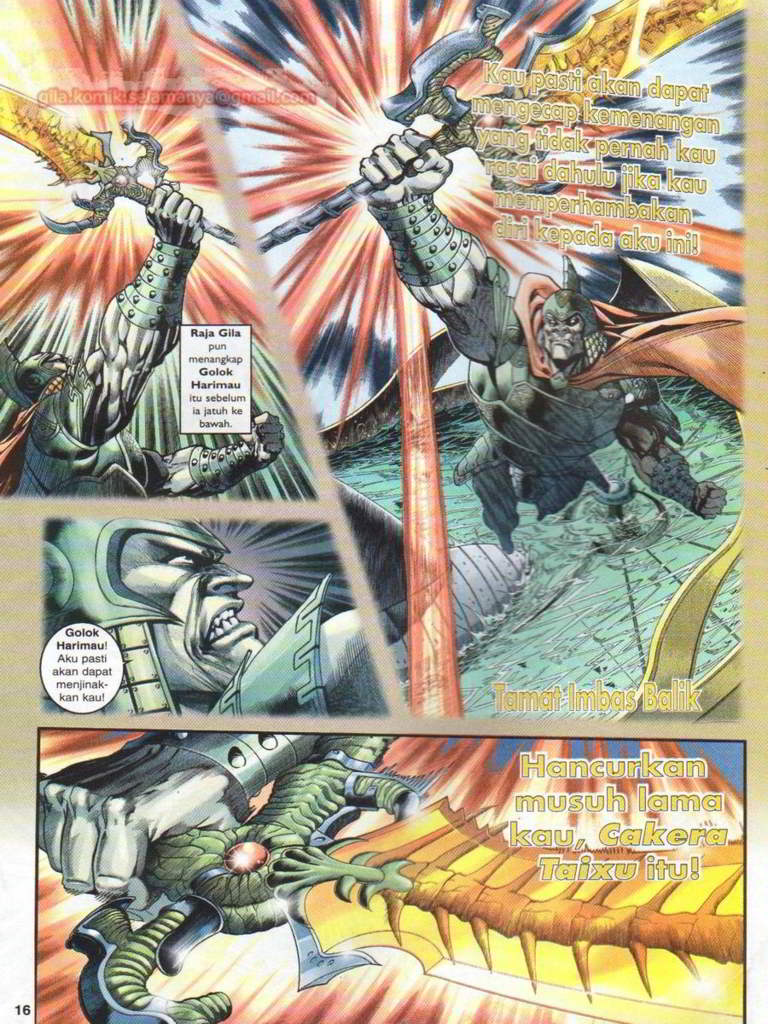 gila.komik.selamanya@gmail.com
Raja Gila
pun
menangkap
Golok
Harimau
itu sebelum
ia jatuh ke
bawah.
Kau pasti akan dapat
mengecap kemenangan
yang tidak pernah kau
rasai dahulu jika kau
memperhambakan
diri kepada aku ini!
Golok
Harimau!
Aku pasti
akan dapat
menjinak-
kan kau!
Tamat Imbas Balik
Hancurkan
musuh lama
kau, Cakera
Taixu itu!
16